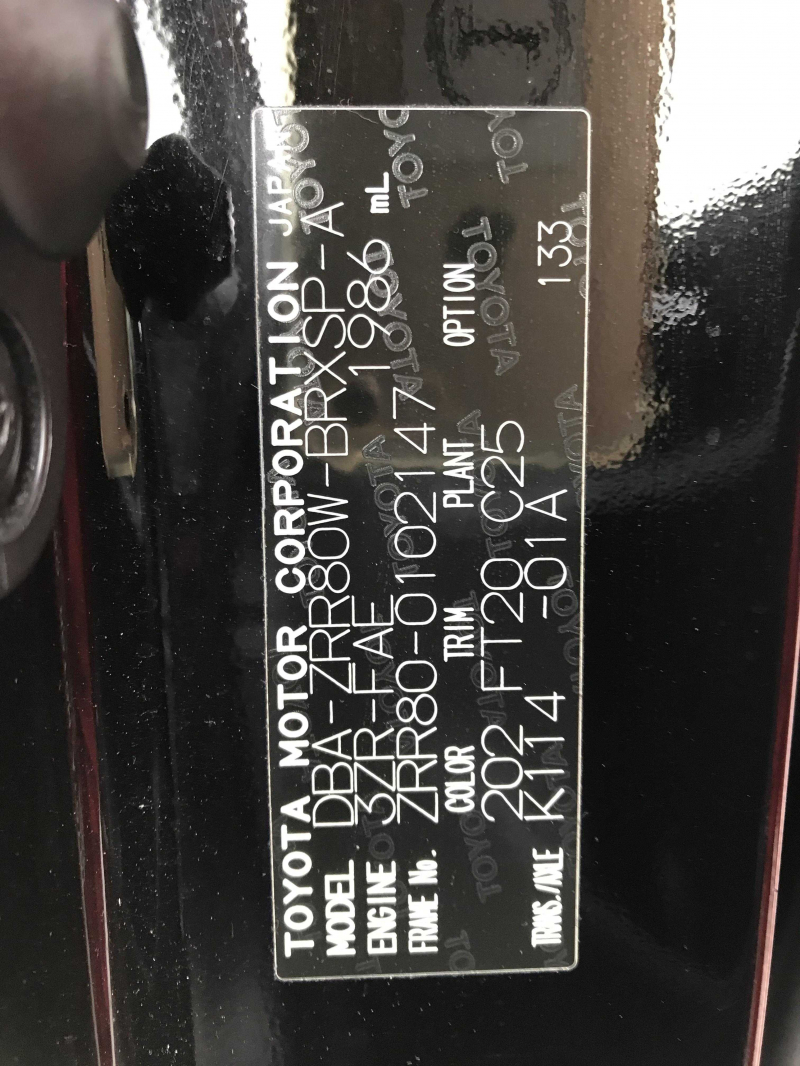 TOYOTA MOTOR CORPORATION JAPAN
MODEL DBA-ZRR80W-BRXSP-A
ENGINE 3ZR-FAE 1986 mL
FRAME No. ZRR80-0102147
COLOR TRIM PLANT OPTION
202 FT20 C25
TRANS./AXLE K114 -01A 133